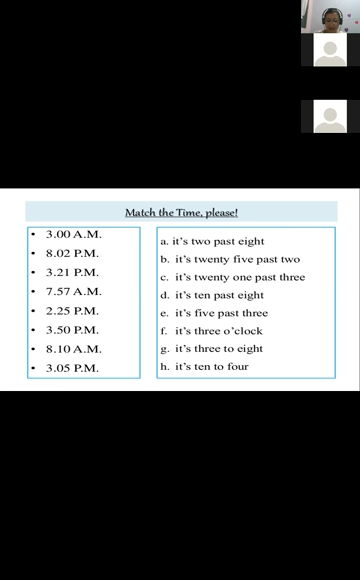 Match the Time, please!
• 3.00 A.M.
• 8.02 P.M.
• 3.21 P.M.
• 7.57 A.M.
• 2.25 P.M.
• 3.50 P.M.
• 8.10 A.M.
• 3.05 P.M.
a. it's two past eight
b. it's twenty five past two
c. it's twenty one past three
d. it's ten past eight
e. it's five past three
f. it's three o'clock
g. it's three to eight
h. it's ten to four